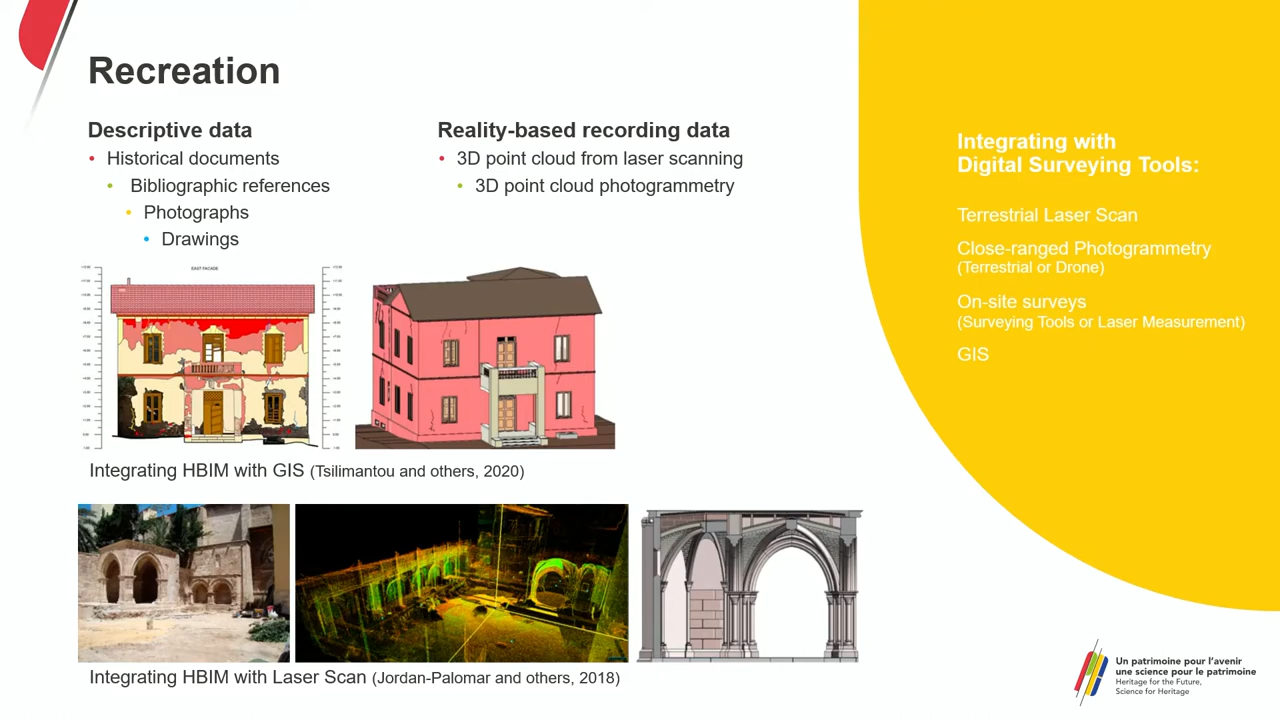 Recreation
Descriptive data
• Historical documents
• Bibliographic references
• Photographs
• Drawings
Reality-based recording data
• 3D point cloud from laser scanning
• 3D point cloud photogrammetry
EAST FACADE
Integrating HBIM with GIS (Tsilimantou and others, 2020)
Integrating HBIM with Laser Scan (Jordan-Palomar and others, 2018)
Integrating with
Digital Surveying Tools:
Terrestrial Laser Scan
Close-ranged Photogrammetry
(Terrestrial or Drone)
On-site surveys
(Surveying Tools or Laser Measurement)
GIS
Un patrimoine pour l'avenir
une science pour le patrimoine
Heritage for the Future,
Science for Heritage